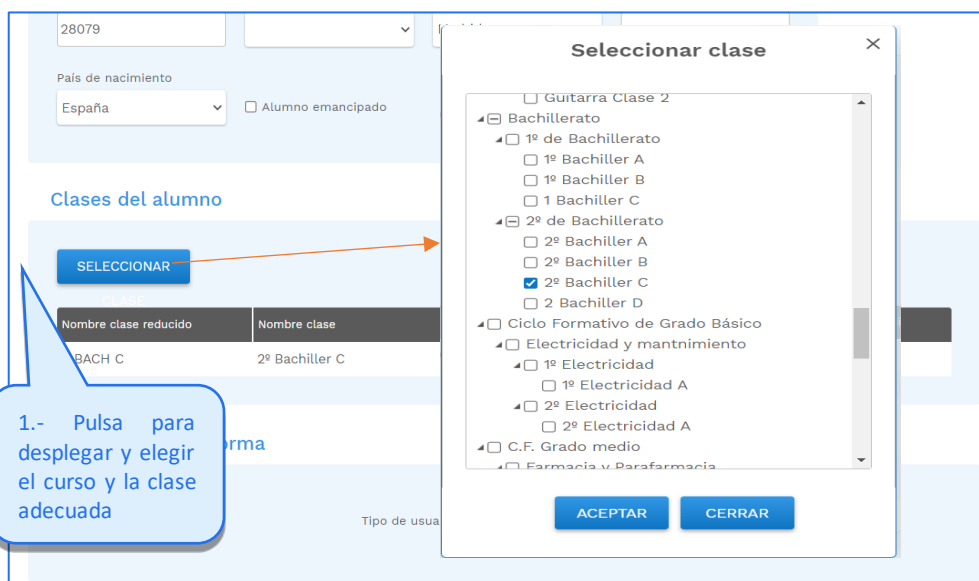 28079
País de nacimiento
España
Alumno emancipado
Clases del alumno
SELECCIONAR
CLASE
Nombre clase reducido Nombre clase
BACH C 2º Bachiller C
1.- Pulsa para
desplegar y elegir
el curso y la clase
adecuada
Tipo de
Seleccionar clase
Guitarra Clase 2
Bachillerato
1º de Bachillerato
1º Bachiller A
1º Bachiller B
1 Bachiller C
2º de Bachillerato
2º Bachiller A
2º Bachiller B
2º Bachiller C
2 Bachiller D
Ciclo Formativo de Grado Básico
Electricidad y mantnimiento
1º Electricidad
1º Electricidad A
2º Electricidad
2º Electricidad A
C.F. Grado medio
Farmacia y Parafarmacia
ACEPTAR CERRAR